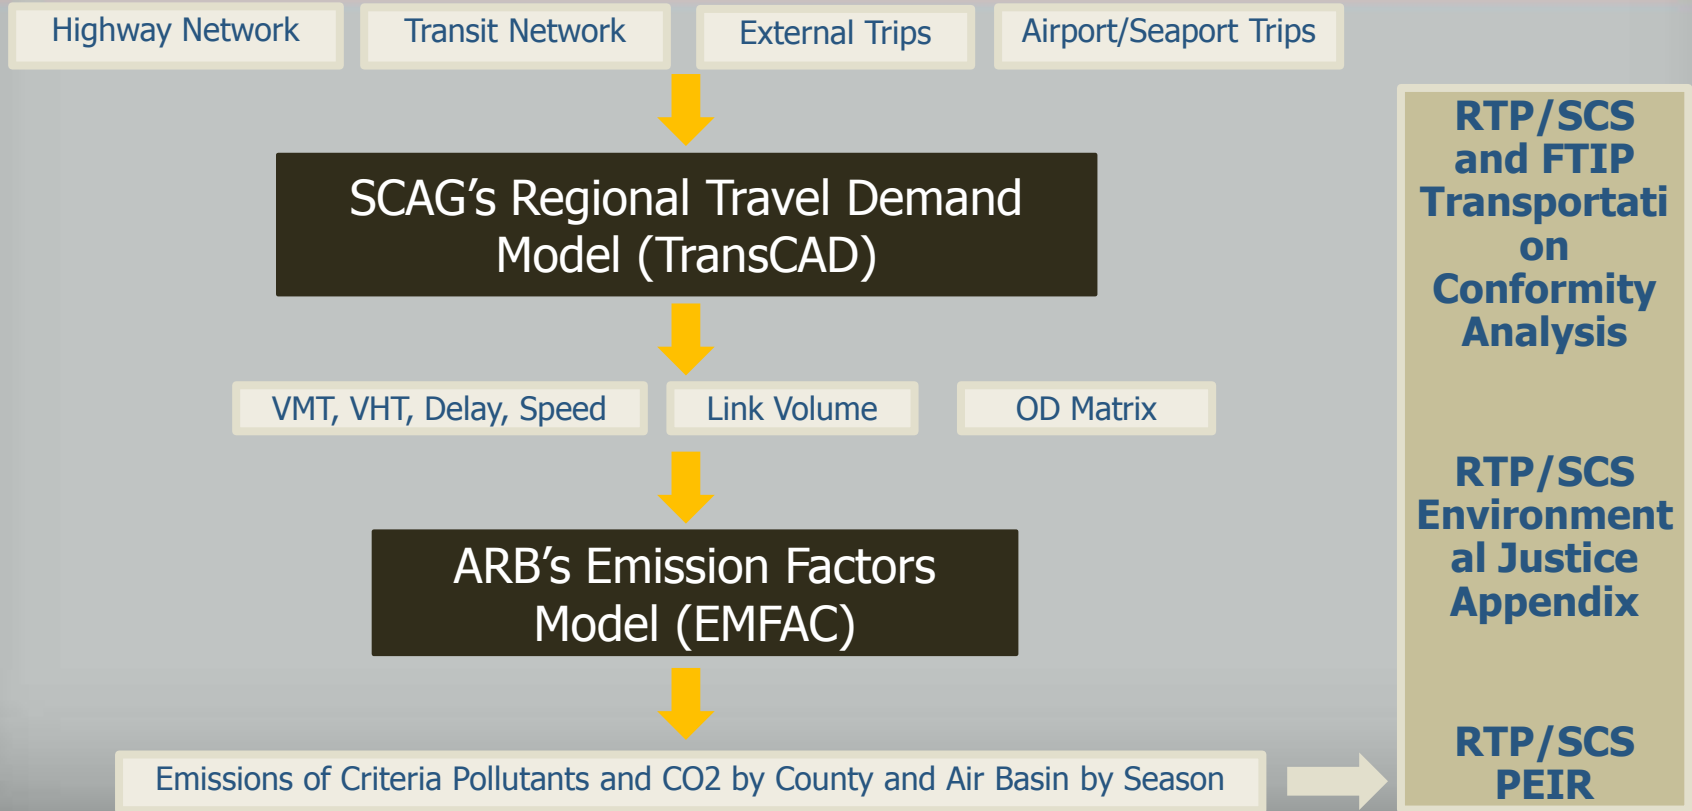 Highway Network
Transit Network
External Trips
Airport/Seaport Trips
SCAG’s Regional Travel Demand
Model (TransCAD)
VMT, VHT, Delay, Speed
Link Volume
OD Matrix
ARB’s Emission Factors
Model (EMFAC)
Emissions of Criteria Pollutants and CO2 by County and Air Basin by Season
RTP/SCS
and FTIP
Transportati
on
Conformity
Analysis
RTP/SCS
Environment
al Justice
Appendix
RTP/SCS
PEIR